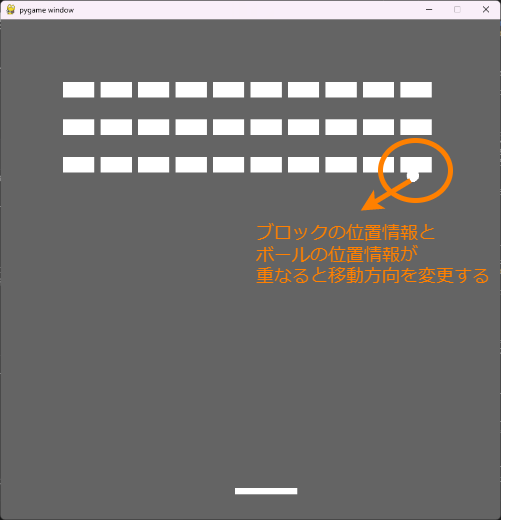 pygame window
ブロックの位置情報と
ボールの位置情報が
重なると移動方向を変更する